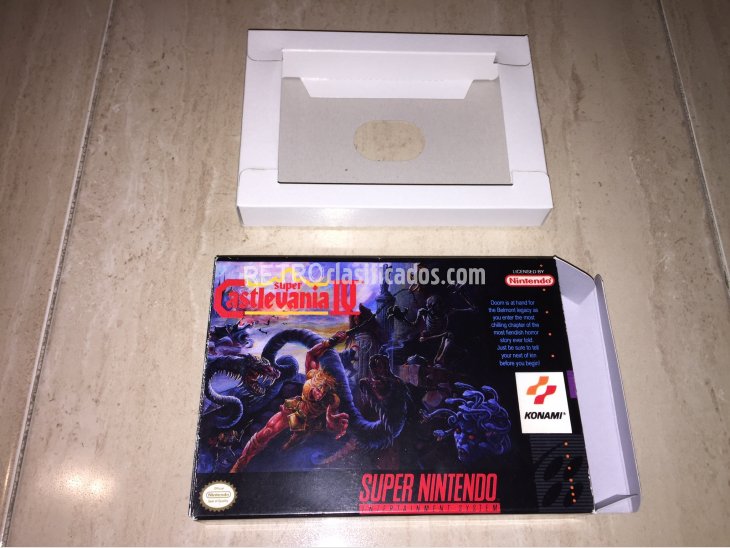 RETROclasificados.com
LICENSED BY
Nintendo
Super
Castlevania IV
Doom is at hand for
the Belmont legacy as
you enter the most
chilling chapter of the
most fiendish horror
story ever told.
Just be sure to tell
your next of kin
before you begin!
KONAMI®
SUPER NINTENDO
ENTERTAINMENT SYSTEM
Nintendo